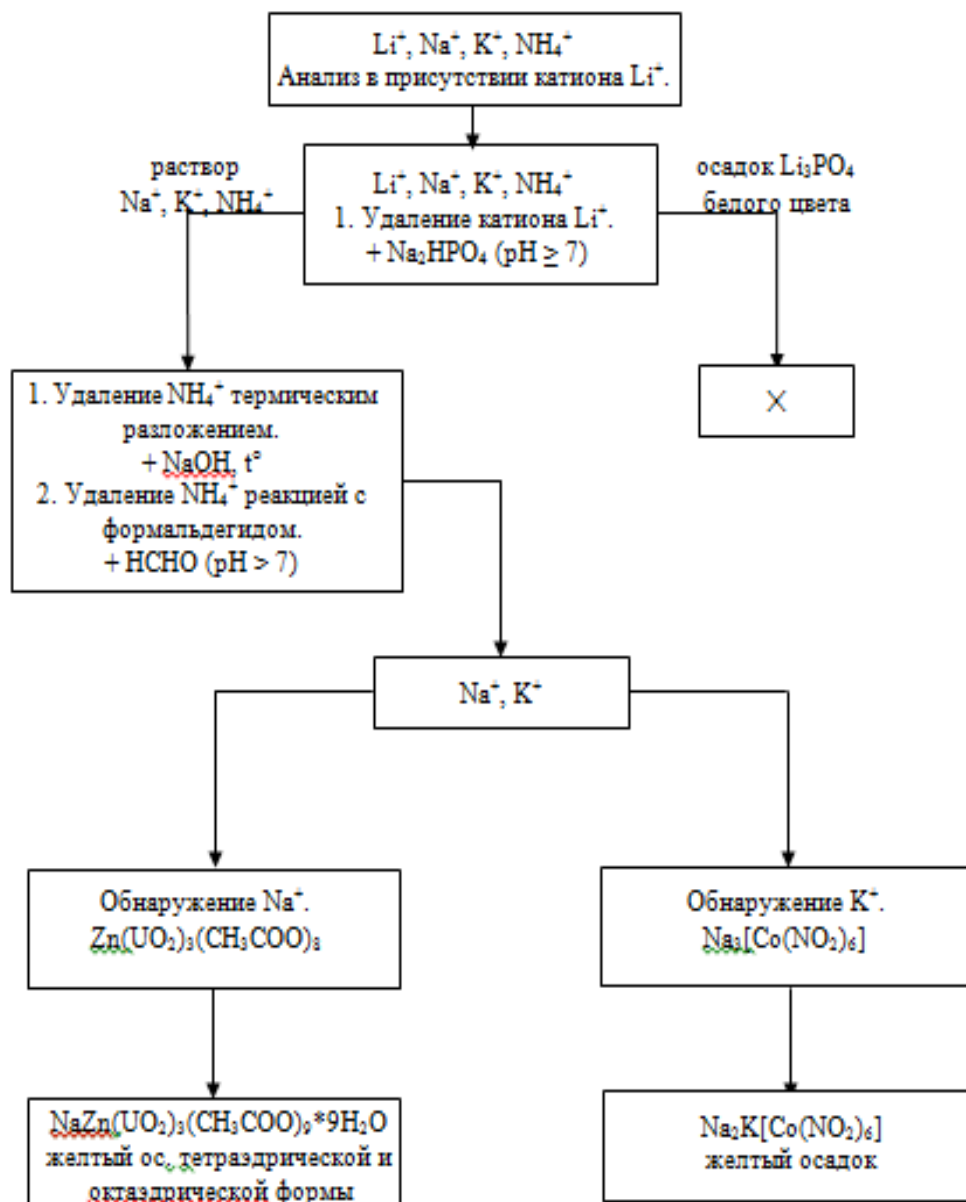 Li⁺, Na⁺, K⁺, NH₄⁺
Анализ в присутствии катиона Li⁺.
раствор
Na⁺, K⁺, NH₄⁺
Li⁺, Na⁺, K⁺, NH₄⁺
1. Удаление катиона Li⁺.
+ Na₂HPO₄ (pH ≥ 7)
осадок Li₃PO₄
белого цвета
1. Удаление NH₄⁺ термическим
разложением.
+ NaOH, t°
2. Удаление NH₄⁺ реакцией с
формальдегидом.
+ HCHO (pH > 7)
X
Na⁺, K⁺
Обнаружение Na⁺.
Zn(UO₂)₃(CH₃COO)₈
Обнаружение K⁺.
Na₃[Co(NO₂)₆]
NaZn(UO₂)₃(CH₃COO)₉*9H₂O
желтый ос, тетраэдрической и
октаэдрической формы
Na₂K[Co(NO₂)₆]
желтый осадок